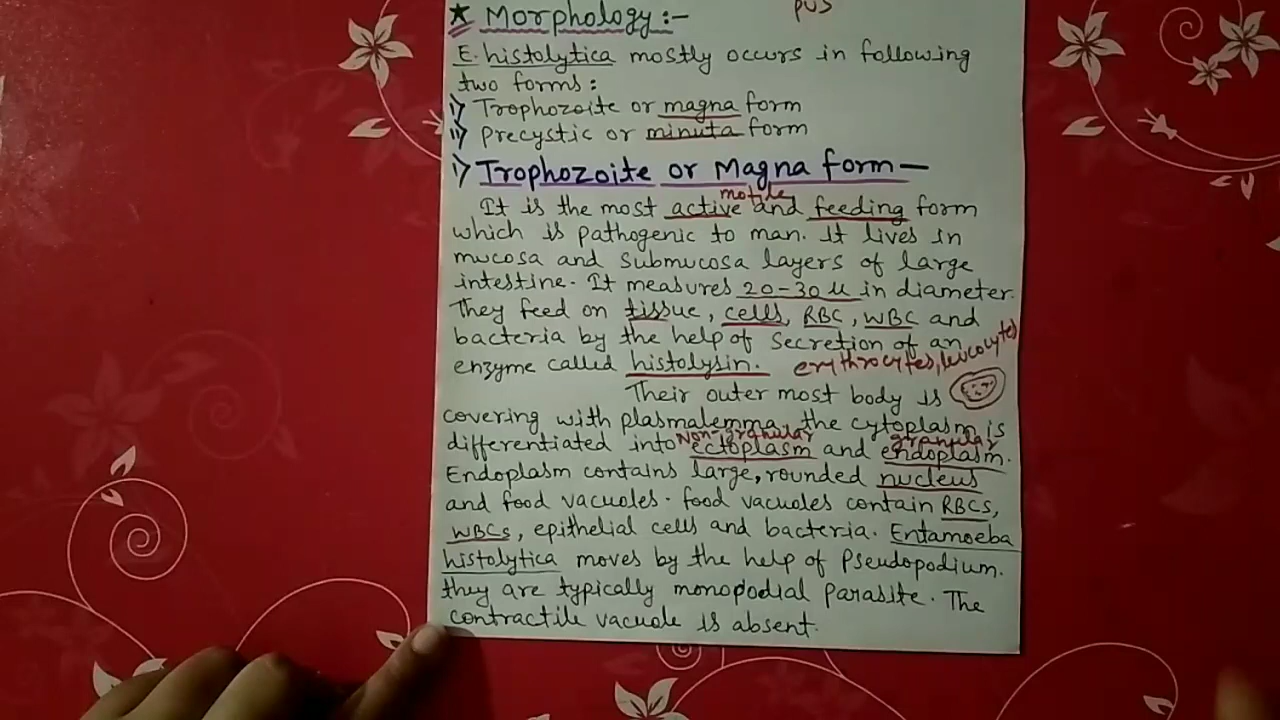 pus
★ Morphology :-
E. histolytica mostly occurs in following
two forms :
i) Trophozoite or magna form
ii) Precystic or minuta form
i) Trophozoite or Magna form —
motile
It is the most active and feeding form
which is pathogenic to man. It lives in
mucosa and submucosa layers of large
intestine. It measures 20-30 μ in diameter.
They feed on tissue, cells, RBC, WBC and
bacteria by the help of secretion of an
enzyme called histolysin. erythrocytes, leucocytes
Their outer most body is
covering with plasmalemma, the cytoplasm is
Non-granular granular
differentiated into ectoplasm and endoplasm.
Endoplasm contains large, rounded nucleus
and food vacuoles. food vacuoles contain RBCs,
WBCs, epithelial cells and bacteria. Entamoeba
histolytica moves by the help of Pseudopodium.
they are typically monopodial parasite. The
contractile vacuole is absent.